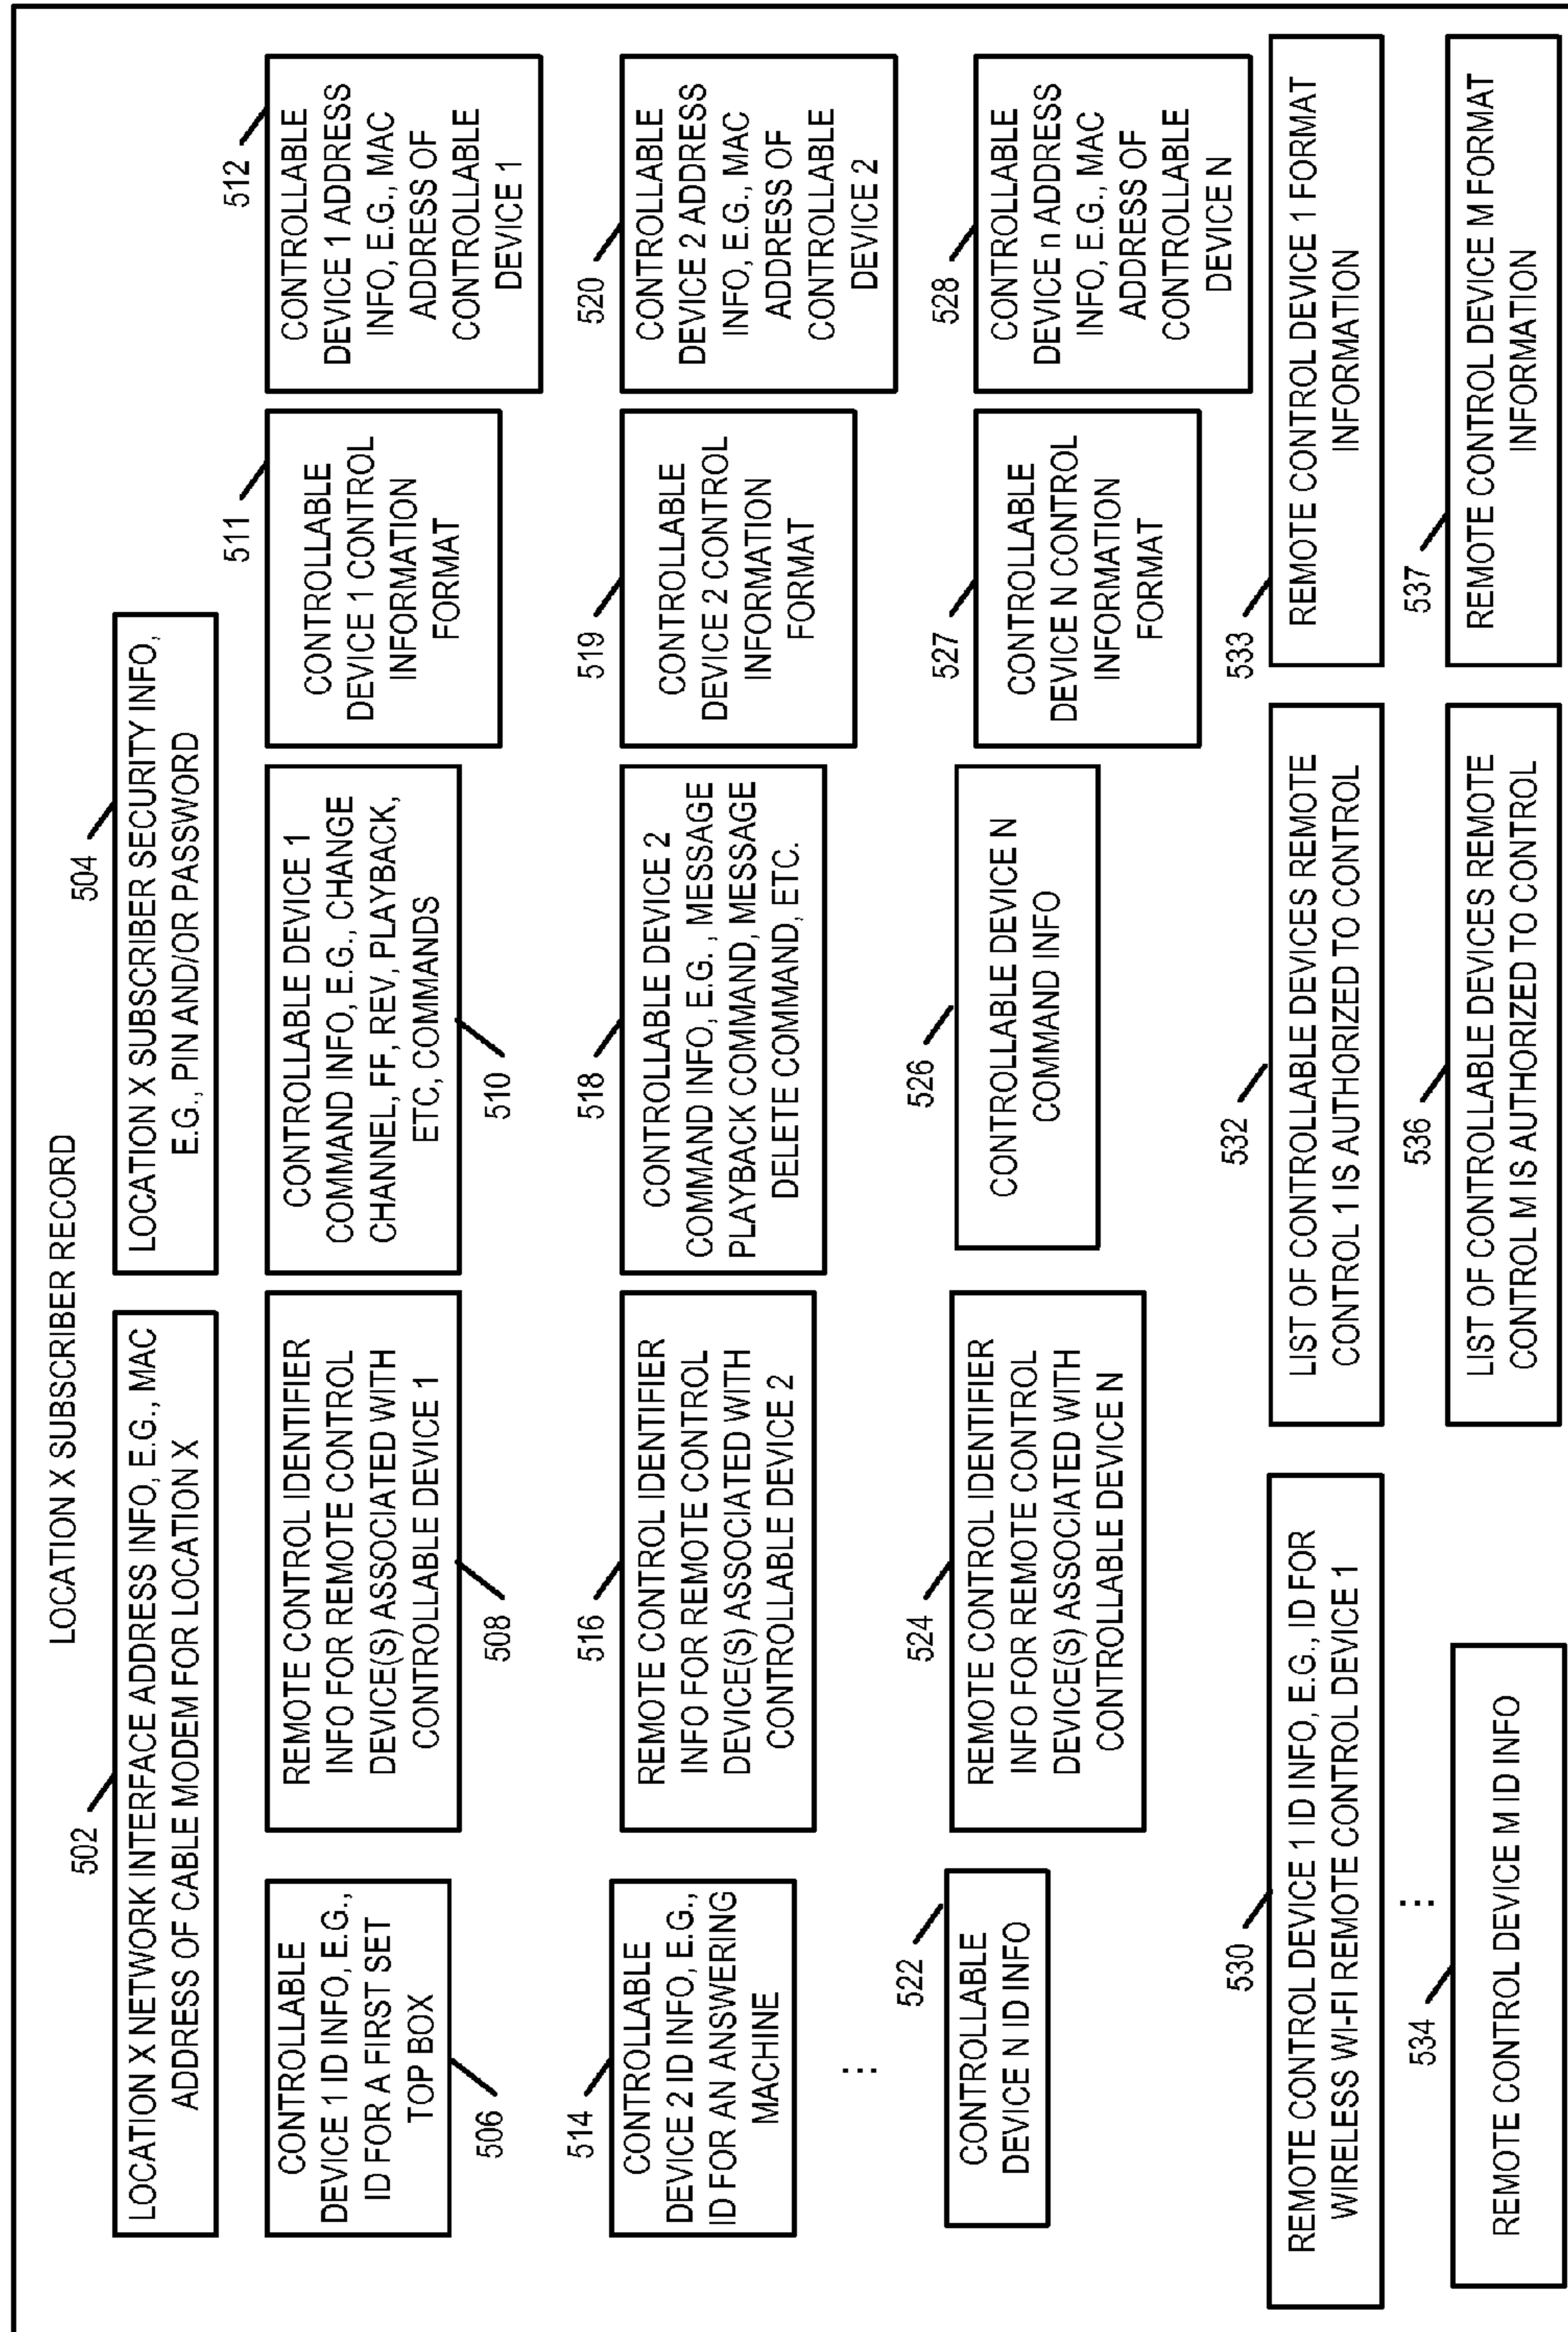 LOCATION X SUBSCRIBER RECORD
502
504
LOCATION X NETWORK INTERFACE ADDRESS INFO, E.G., MAC
ADDRESS OF CABLE MODEM FOR LOCATION X
LOCATION X SUBSCRIBER SECURITY INFO,
E.G., PIN AND/OR PASSWORD
CONTROLLABLE
DEVICE 1 ID INFO, E.G.,
ID FOR A FIRST SET
TOP BOX
506
REMOTE CONTROL IDENTIFIER
INFO FOR REMOTE CONTROL
DEVICE(S) ASSOCIATED WITH
CONTROLLABLE DEVICE 1
508
CONTROLLABLE DEVICE 1
COMMAND INFO, E.G., CHANGE
CHANNEL, FF, REV, PLAYBACK,
ETC, COMMANDS
510
511
CONTROLLABLE
DEVICE 1 CONTROL
INFORMATION
FORMAT
512
CONTROLLABLE
DEVICE 1 ADDRESS
INFO, E.G., MAC
ADDRESS OF
CONTROLLABLE
DEVICE 1
514
CONTROLLABLE
DEVICE 2 ID INFO, E.G.,
ID FOR AN ANSWERING
MACHINE
516
REMOTE CONTROL IDENTIFIER
INFO FOR REMOTE CONTROL
DEVICE(S) ASSOCIATED WITH
CONTROLLABLE DEVICE 2
518
CONTROLLABLE DEVICE 2
COMMAND INFO, E.G. , MESSAGE
PLAYBACK COMMAND, MESSAGE
DELETE COMMAND, ETC.
519
CONTROLLABLE
DEVICE 2 CONTROL
INFORMATION
FORMAT
520
CONTROLLABLE
DEVICE 2 ADDRESS
INFO, E.G., MAC
ADDRESS OF
CONTROLLABLE
DEVICE 2
...
522
CONTROLLABLE
DEVICE N ID INFO
524
REMOTE CONTROL IDENTIFIER
INFO FOR REMOTE CONTROL
DEVICE(S) ASSOCIATED WITH
CONTROLLABLE DEVICE N
526
CONTROLLABLE DEVICE N
COMMAND INFO
527
CONTROLLABLE
DEVICE N CONTROL
INFORMATION
FORMAT
528
CONTROLLABLE
DEVICE n ADDRESS
INFO, E.G., MAC
ADDRESS OF
CONTROLLABLE
DEVICE N
530
REMOTE CONTROL DEVICE 1 ID INFO, E.G., ID FOR
WIRELESS WI-FI REMOTE CONTROL DEVICE 1
532
LIST OF CONTROLLABLE DEVICES REMOTE
CONTROL 1 IS AUTHORIZED TO CONTROL
533
REMOTE CONTROL DEVICE 1 FORMAT
INFORMATION
...
534
REMOTE CONTROL DEVICE M ID INFO
536
LIST OF CONTROLLABLE DEVICES REMOTE
CONTROL M IS AUTHORIZED TO CONTROL
537
REMOTE CONTROL DEVICE M FORMAT
INFORMATION